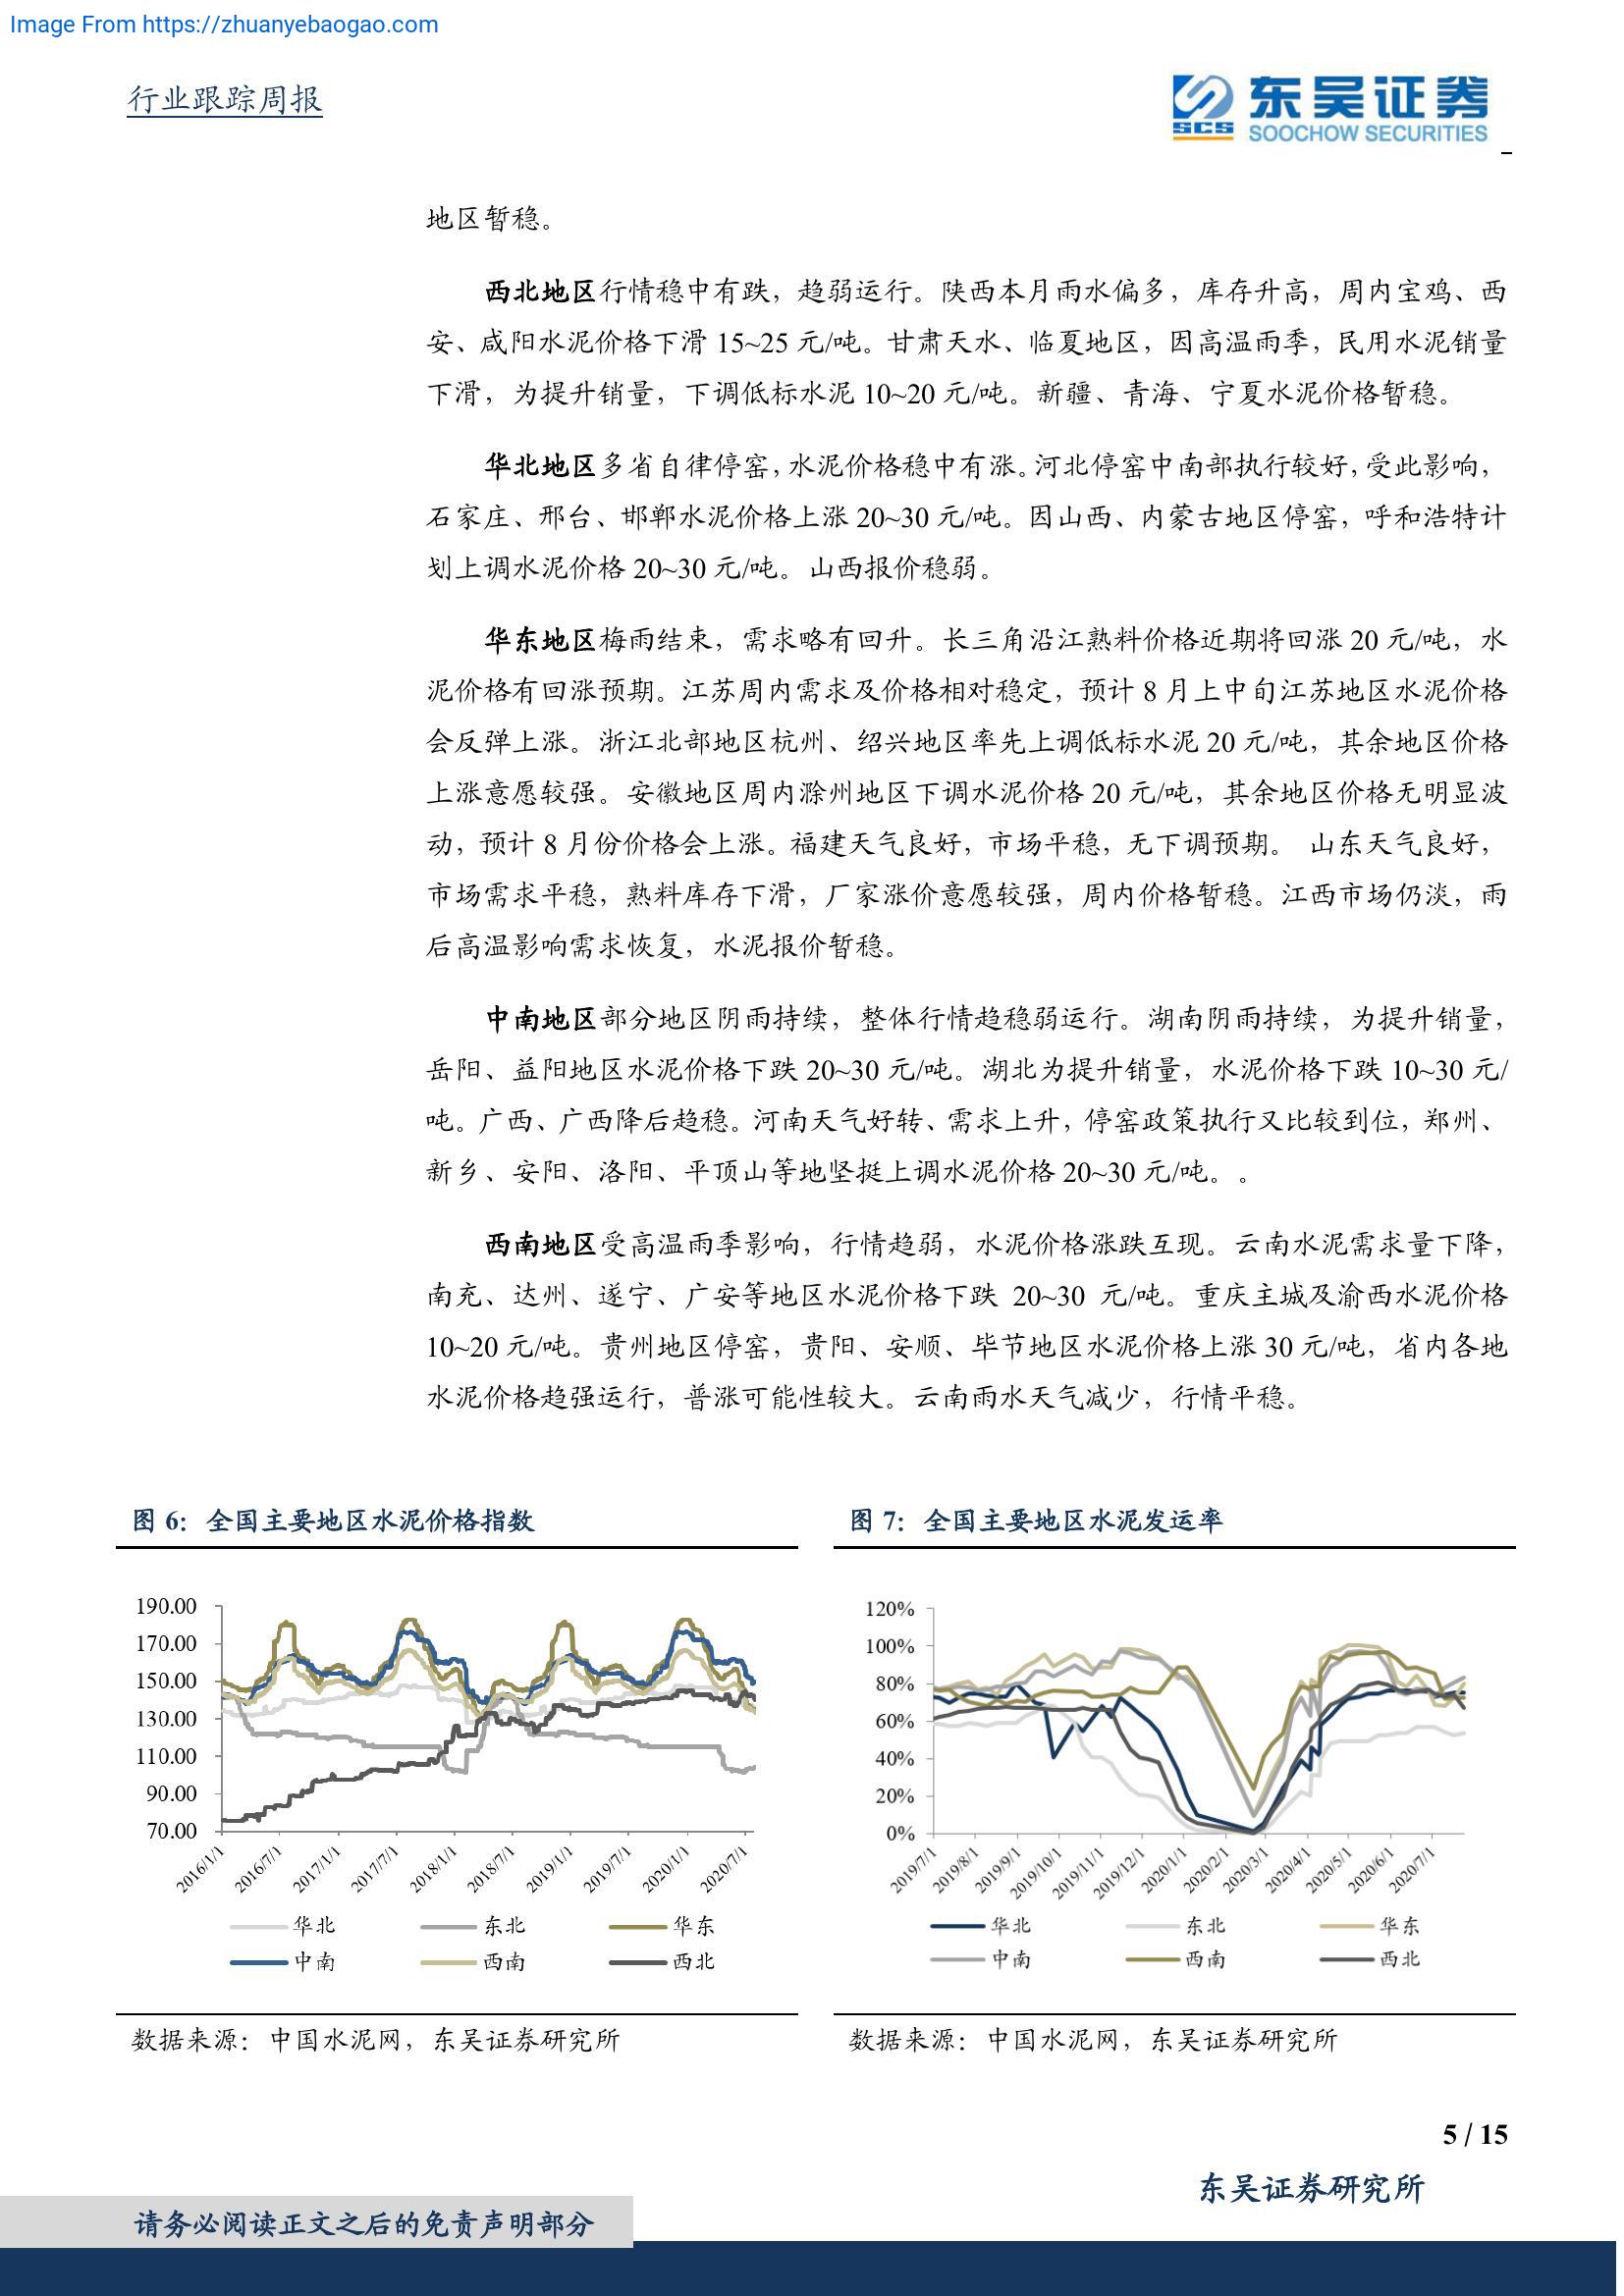 Image From https://zhuanyebaogao.com
行业跟踪周报
SCS
东吴证券
SOOCHOW SECURITIES
地区暂稳。
西北地区行情稳中有跌，趋弱运行。陕西本月雨水偏多，库存升高，周内宝鸡、西
安、咸阳水泥价格下滑 15~25 元/吨。甘肃天水、临夏地区，因高温雨季，民用水泥销量
下滑，为提升销量，下调低标水泥 10~20 元/吨。新疆、青海、宁夏水泥价格暂稳。
华北地区多省自律停窑，水泥价格稳中有涨。河北停窑中南部执行较好，受此影响，
石家庄、邢台、邯郸水泥价格上涨 20~30 元/吨。因山西、内蒙古地区停窑，呼和浩特计
划上调水泥价格 20~30 元/吨。山西报价稳弱。
华东地区梅雨结束，需求略有回升。长三角沿江熟料价格近期将回涨 20 元/吨，水
泥价格有回涨预期。江苏周内需求及价格相对稳定，预计 8 月上中旬江苏地区水泥价格
会反弹上涨。浙江北部地区杭州、绍兴地区率先上调低标水泥 20 元/吨，其余地区价格
上涨意愿较强。安徽地区周内滁州地区下调水泥价格 20 元/吨，其余地区价格无明显波
动，预计 8 月份价格会上涨。福建天气良好，市场平稳，无下调预期。 山东天气良好，
市场需求平稳，熟料库存下滑，厂家涨价意愿较强，周内价格暂稳。江西市场仍淡，雨
后高温影响需求恢复，水泥报价暂稳。
中南地区部分地区阴雨持续，整体行情趋稳弱运行。湖南阴雨持续，为提升销量，
岳阳、益阳地区水泥价格下跌 20~30 元/吨。湖北为提升销量，水泥价格下跌 10~30 元/
吨。广西、广西降后趋稳。河南天气好转、需求上升，停窑政策执行又比较到位，郑州、
新乡、安阳、洛阳、平顶山等地坚挺上调水泥价格 20~30 元/吨。。
西南地区受高温雨季影响，行情趋弱，水泥价格涨跌互现。云南水泥需求量下降，
南充、达州、遂宁、广安等地区水泥价格下跌 20~30 元/吨。重庆主城及渝西水泥价格
10~20 元/吨。贵州地区停窑，贵阳、安顺、毕节地区水泥价格上涨 30 元/吨，省内各地
水泥价格趋强运行，普涨可能性较大。云南雨水天气减少，行情平稳。
图 6：全国主要地区水泥价格指数
190.00
170.00
150.00
130.00
110.00
90.00
70.00
2016/1/1
2016/7/1
2017/1/1
2017/7/1
2018/1/1
2018/7/1
2019/1/1
2019/7/1
2020/1/1
2020/7/1
华北 东北 华东
中南 西南 西北
数据来源：中国水泥网，东吴证券研究所
图 7：全国主要地区水泥发运率
120%
100%
80%
60%
40%
20%
0%
2019/7/1
2019/8/1
2019/9/1
2019/10/1
2019/11/1
2019/12/1
2020/1/1
2020/2/1
2020/3/1
2020/4/1
2020/5/1
2020/6/1
2020/7/1
华北 东北 华东
中南 西南 西北
数据来源：中国水泥网，东吴证券研究所
5 / 15
东吴证券研究所
请务必阅读正文之后的免责声明部分